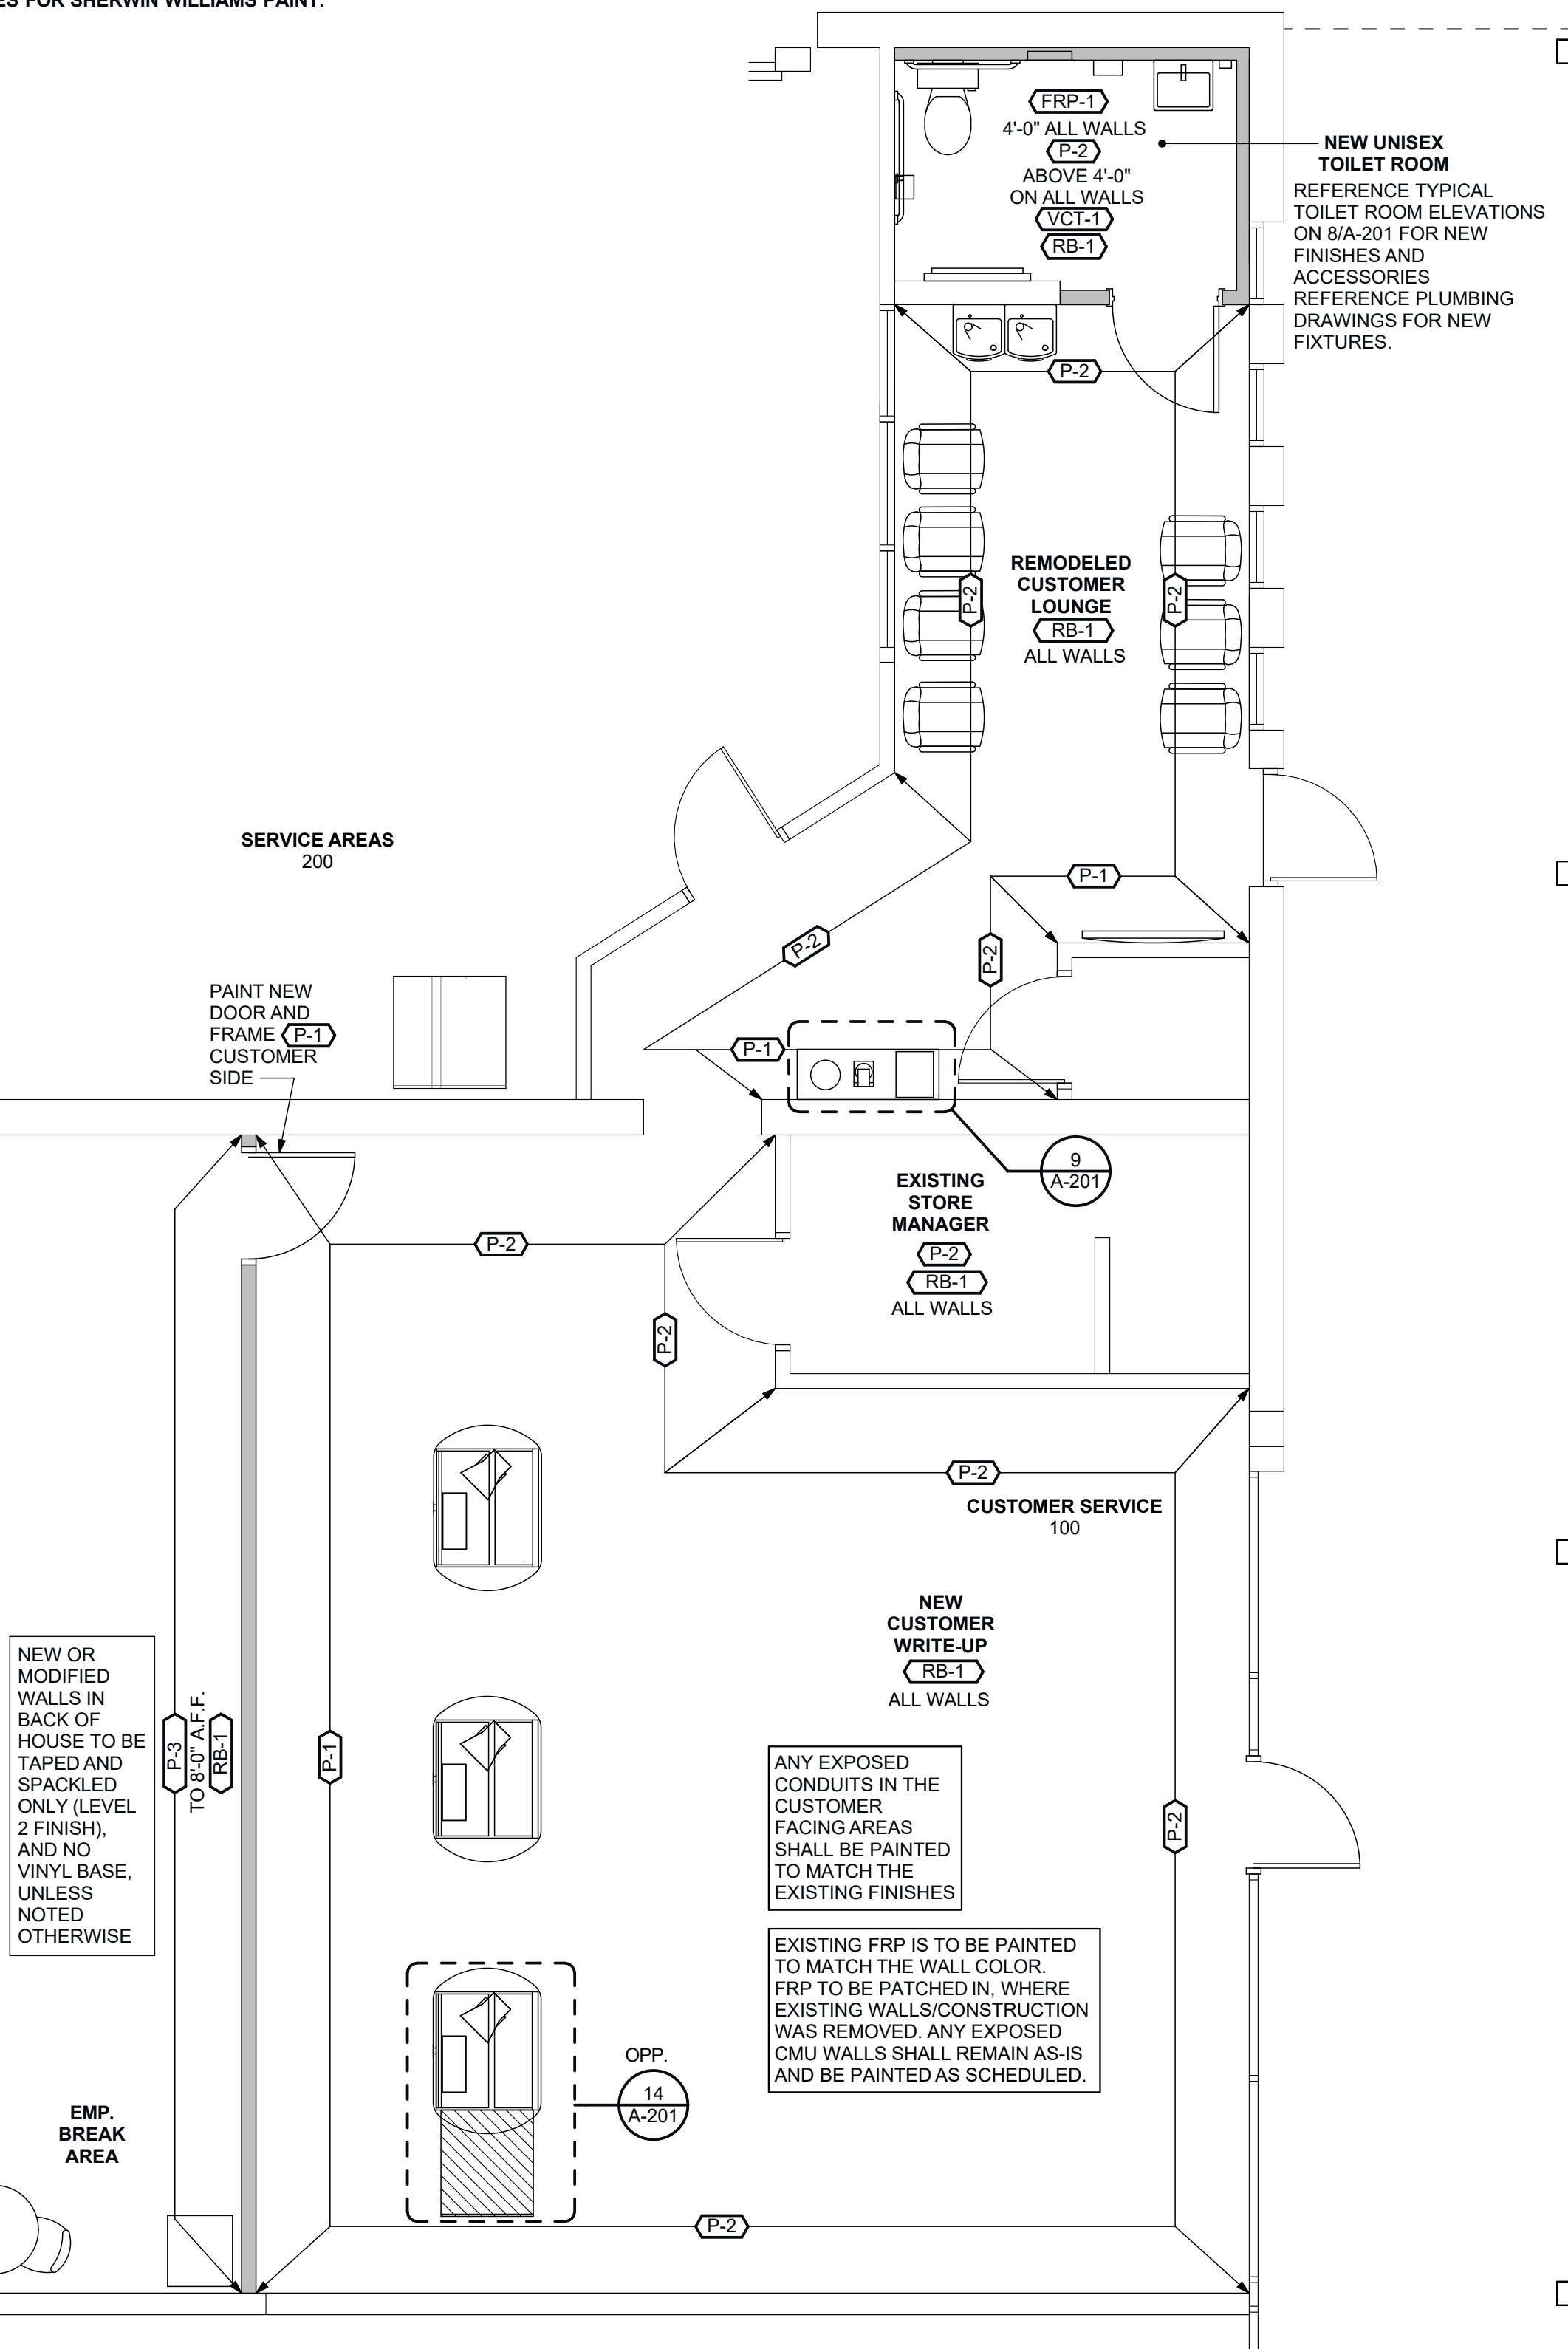 ES FOR SHERWIN WILLIAMS PAINT.
FRP-1
4'-0" ALL WALLS
P-2
ABOVE 4'-0"
ON ALL WALLS
VCT-1
RB-1
NEW UNISEX
TOILET ROOM
REFERENCE TYPICAL
TOILET ROOM ELEVATIONS
ON 8/A-201 FOR NEW
FINISHES AND
ACCESSORIES
REFERENCE PLUMBING
DRAWINGS FOR NEW
FIXTURES.
P-2
P-2
REMODELED
CUSTOMER
LOUNGE
RB-1
ALL WALLS
P-2
SERVICE AREAS
200
P-1
P-2
P-2
PAINT NEW
DOOR AND
FRAME P-1
CUSTOMER
SIDE
P-1
9
A-201
EXISTING
STORE
MANAGER
P-2
RB-1
ALL WALLS
P-2
P-2
P-2
CUSTOMER SERVICE
100
NEW
CUSTOMER
WRITE-UP
RB-1
ALL WALLS
NEW OR
MODIFIED
WALLS IN
BACK OF
HOUSE TO BE
TAPED AND
SPACKLED
ONLY (LEVEL
2 FINISH),
AND NO
VINYL BASE,
UNLESS
NOTED
OTHERWISE
P-3
TO 8'-0" A.F.F.
RB-1
P-1
ANY EXPOSED
CONDUITS IN THE
CUSTOMER
FACING AREAS
SHALL BE PAINTED
TO MATCH THE
EXISTING FINISHES
P-2
EXISTING FRP IS TO BE PAINTED
TO MATCH THE WALL COLOR.
FRP TO BE PATCHED IN, WHERE
EXISTING WALLS/CONSTRUCTION
WAS REMOVED. ANY EXPOSED
CMU WALLS SHALL REMAIN AS-IS
AND BE PAINTED AS SCHEDULED.
OPP.
14
A-201
EMP.
BREAK
AREA
P-2